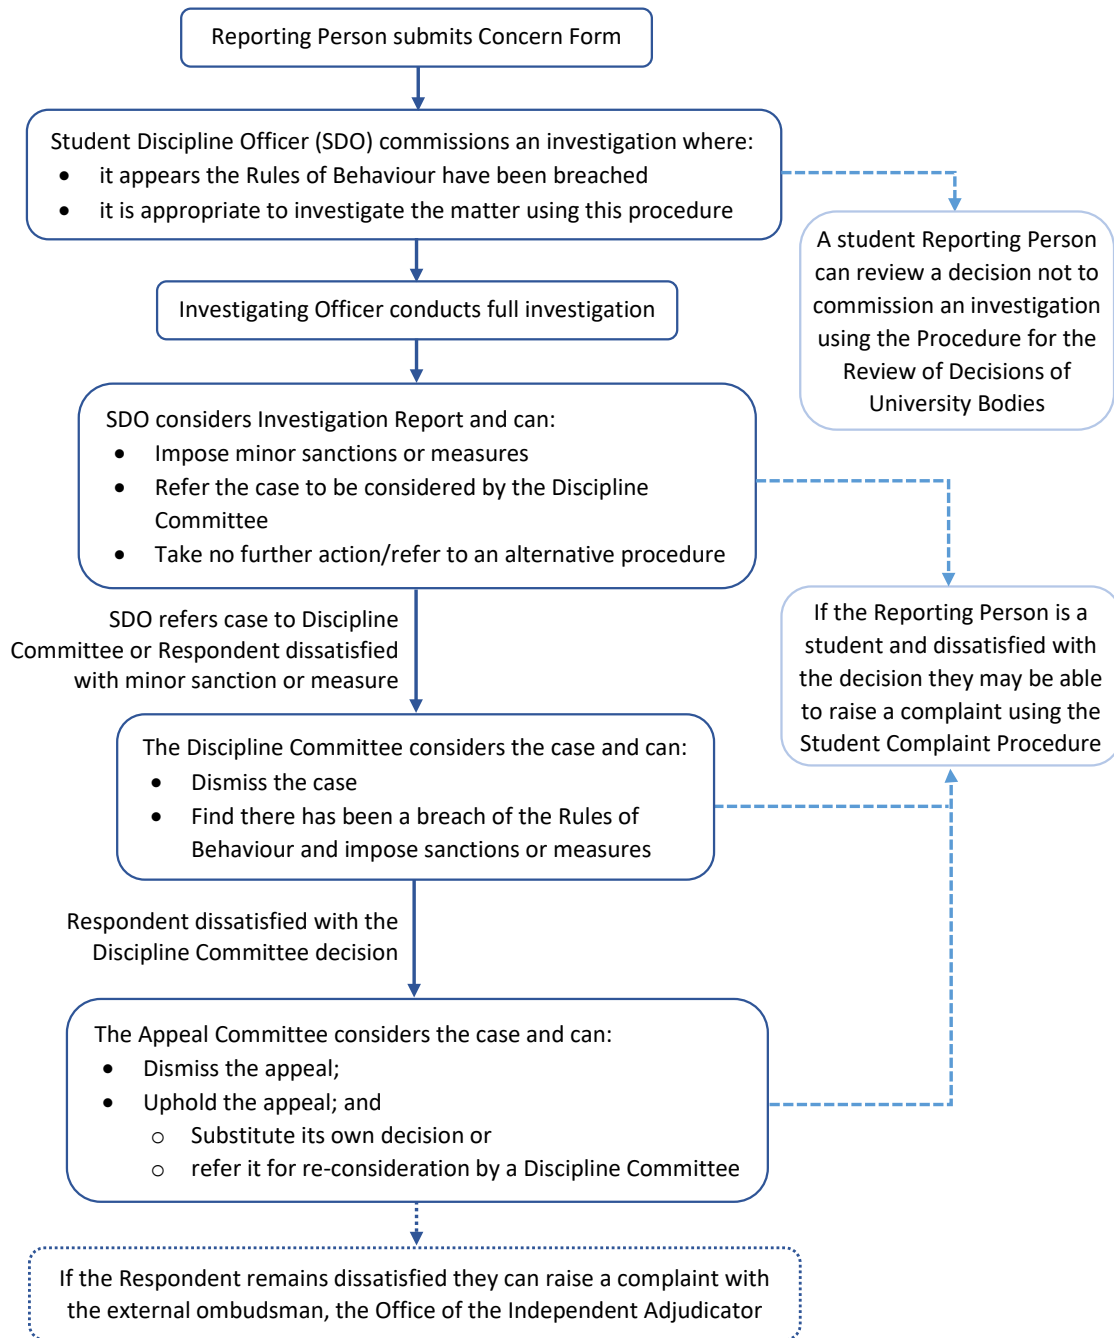 Reporting Person submits Concern Form
Student Discipline Officer (SDO) commissions an investigation where:
• it appears the Rules of Behaviour have been breached
• it is appropriate to investigate the matter using this procedure
A student Reporting Person
can review a decision not to
commission an investigation
using the Procedure for the
Review of Decisions of
University Bodies
Investigating Officer conducts full investigation
SDO considers Investigation Report and can:
• Impose minor sanctions or measures
• Refer the case to be considered by the Discipline
Committee
• Take no further action/refer to an alternative procedure
If the Reporting Person is a
student and dissatisfied with
the decision they may be able
to raise a complaint using the
Student Complaint Procedure
SDO refers case to Discipline
Committee or Respondent dissatisfied
with minor sanction or measure
The Discipline Committee considers the case and can:
• Dismiss the case
• Find there has been a breach of the Rules of
Behaviour and impose sanctions or measures
Respondent dissatisfied with the
Discipline Committee decision
The Appeal Committee considers the case and can:
• Dismiss the appeal;
• Uphold the appeal; and
o Substitute its own decision or
o refer it for re-consideration by a Discipline Committee
If the Respondent remains dissatisfied they can raise a complaint with
the external ombudsman, the Office of the Independent Adjudicator